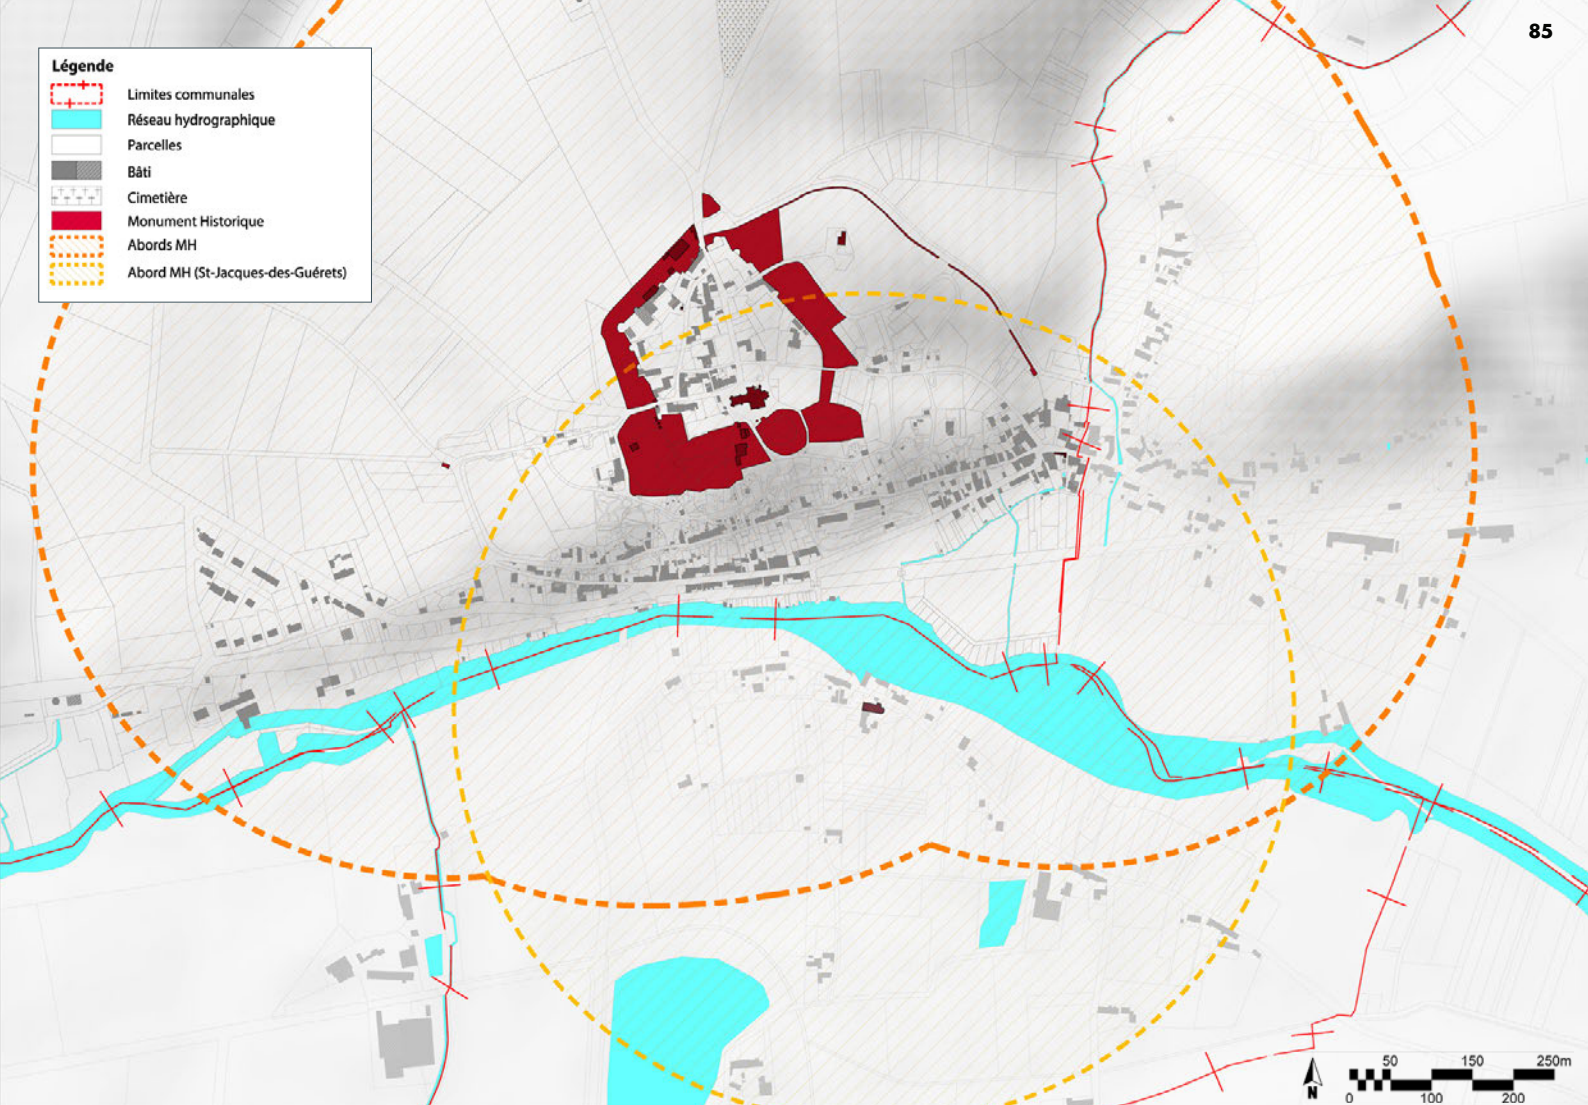 85
Légende
Limites communales
Réseau hydrographique
Parcelles
Bâti
Cimetière
Monument Historique
Abords MH
Abord MH (St-Jacques-des-Guérets)
50 150 250m
N
0 100 200